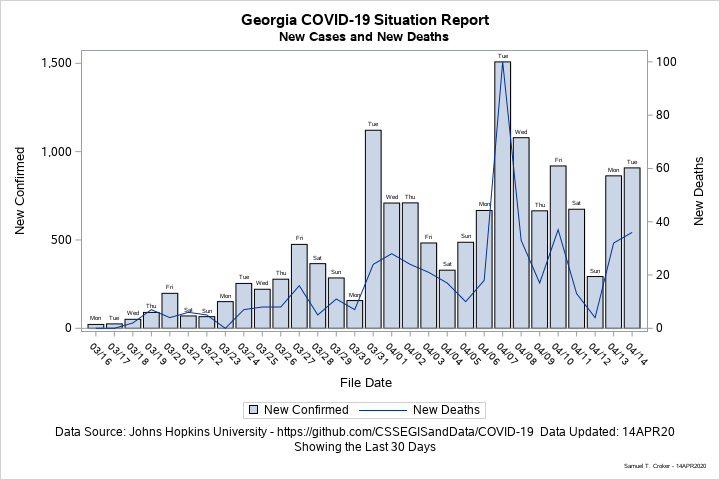 Georgia COVID-19 Situation Report
New Cases and New Deaths
New Confirmed
New Deaths
1,500
1,000
500
0
100
80
60
40
20
0
Mon Tue Wed Thu Fri Sat Sun Mon Tue Wed Thu Fri Sat Sun Mon Tue Wed Thu Fri Sat Sun Mon Tue Wed Thu Fri Sat Sun Mon Tue
03/16 03/17 03/18 03/19 03/20 03/21 03/22 03/23 03/24 03/25 03/26 03/27 03/28 03/29 03/30 03/31 04/01 04/02 04/03 04/04 04/05 04/06 04/07 04/08 04/09 04/10 04/11 04/12 04/13 04/14
File Date
New Confirmed New Deaths
Data Source: Johns Hopkins University - https://github.com/CSSEGISandData/COVID-19 Data Updated: 14APR20
Showing the Last 30 Days
Samuel T. Croker - 14APR2020